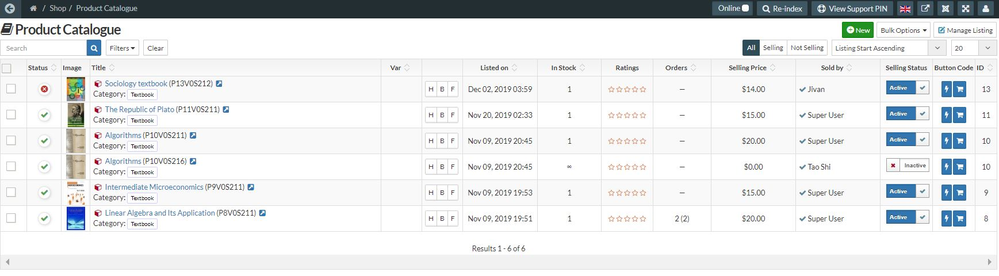 / Shop / Product Catalogue
Online Re-index View Support PIN
Product Catalogue
New Bulk Options Manage Listing
Search Filters Clear
All Selling Not Selling Listing Start Ascending 20
Status Image Title Var Listed on In Stock Ratings Orders Selling Price Sold by Selling Status Button Code ID
Sociology textbook (P13V0S212)
Category: Textbook
H B F Dec 02, 2019 03:59 1 — $14.00 Jivan Active 13
The Republic of Plato (P11V0S211)
Category: Textbook
H B F Nov 20, 2019 02:33 1 — $15.00 Super User Active 11
Algorithms (P10V0S211)
Category: Textbook
H B F Nov 09, 2019 20:45 1 — $20.00 Super User Active 10
Algorithms (P10V0S216)
Category: Textbook
H B F Nov 09, 2019 20:45 ∞ — $0.00 Tao Shi Inactive 10
Intermediate Microeconomics (P9V0S211)
Category: Textbook
H B F Nov 09, 2019 19:53 1 — $15.00 Super User Active 9
Linear Algebra and Its Application (P8V0S211)
Category: Textbook
H B F Nov 09, 2019 19:51 1 2 (2) $20.00 Super User Active 8
Results 1 - 6 of 6